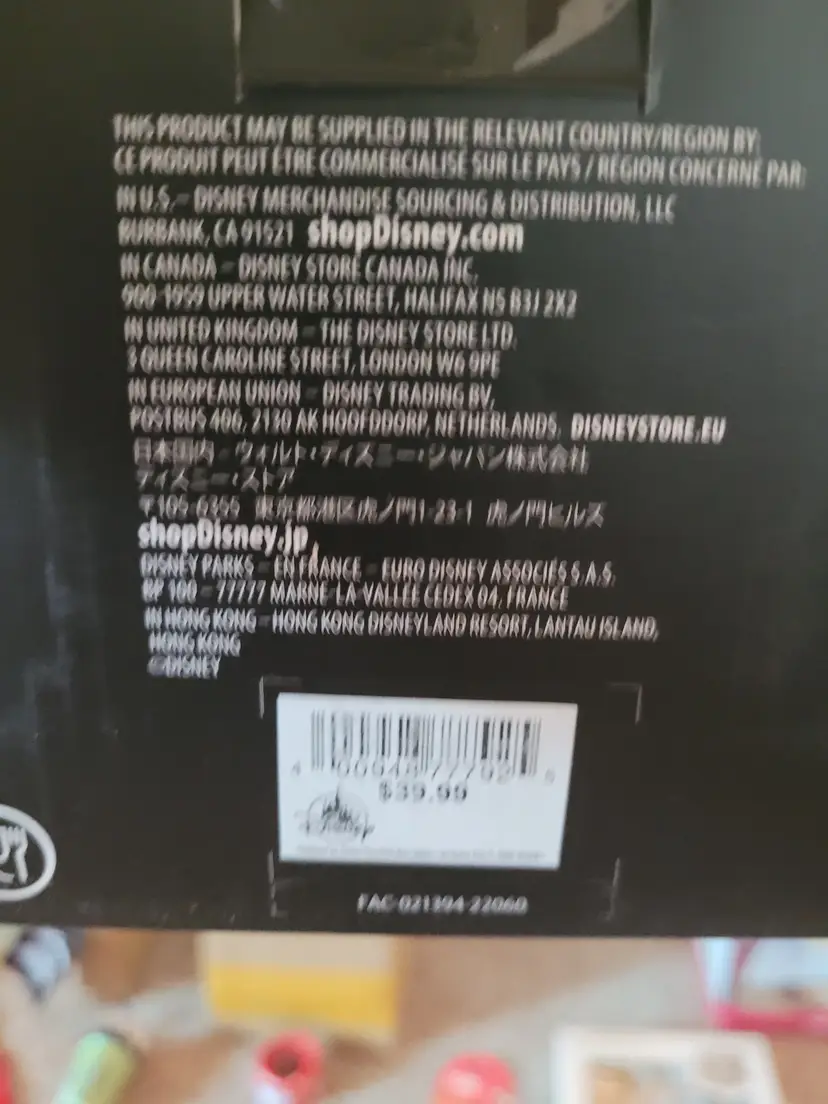 THIS PRODUCT MAY BE SUPPLIED IN THE RELEVANT COUNTRY/REGION BY:
CE PRODUIT PEUT ÊTRE COMMERCIALISÉ SUR LE PAYS / RÉGION CONCERNÉ PAR:
IN U.S. – DISNEY MERCHANDISE SOURCING & DISTRIBUTION, LLC
BURBANK, CA 91521 shopDisney.com
IN CANADA – DISNEY STORE CANADA INC.
900-1959 UPPER WATER STREET, HALIFAX NS B3J 2X2
IN UNITED KINGDOM – THE DISNEY STORE LTD.
3 QUEEN CAROLINE STREET, LONDON W6 9PE
IN EUROPEAN UNION – DISNEY TRADING BV,
POSTBUS 406, 2130 AK HOOFDDORP, NETHERLANDS. DISNEYSTORE.EU
日本国内 – ウォルト・ディズニー・ジャパン株式会社
ディズニー・ストア
〒105-6355 東京都港区虎ノ門1-23-1 虎ノ門ヒルズ
shopDisney.jp
DISNEY PARKS – EN FRANCE – EURO DISNEY ASSOCIÉS S.A.S.
BP 100 – 77777 MARNE-LA-VALLÉE CEDEX 04, FRANCE
IN HONG KONG – HONG KONG DISNEYLAND RESORT, LANTAU ISLAND,
HONG KONG
©DISNEY
4 00948 77792 5
$39.99
Disney
FAC-021394-22060